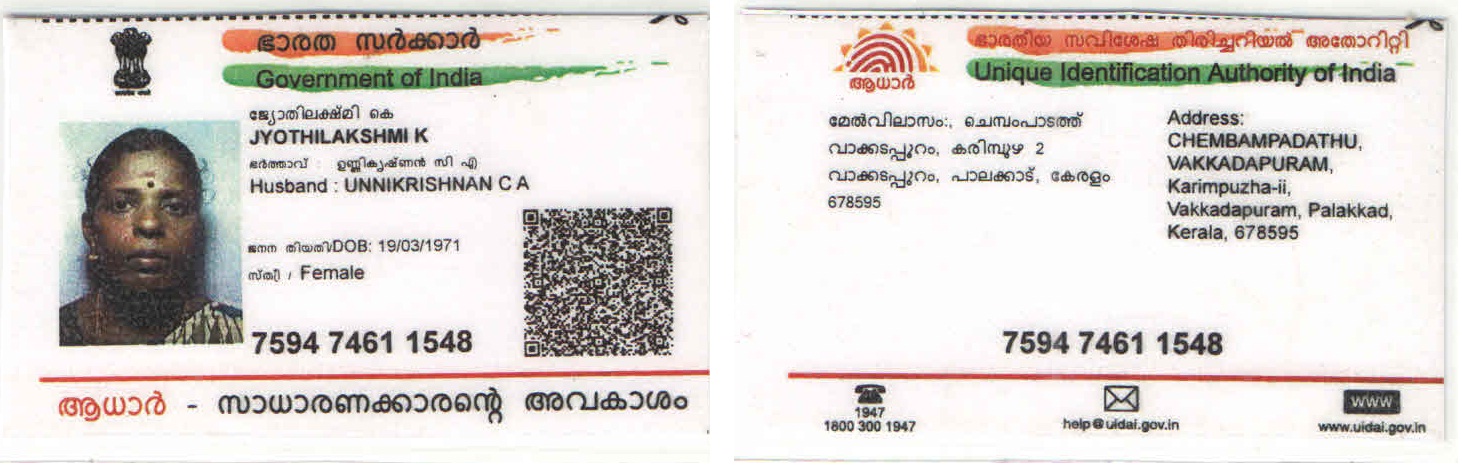 ഭാരത സർക്കാർ
Government of India
ജ്യോതിലക്ഷ്മി കെ
JYOTHILAKSHMI K
ഭർത്താവ് : ഉണ്ണികൃഷ്ണൻ സി എ
Husband : UNNIKRISHNAN C A
ജനന തിയതി/DOB: 19/03/1971
സ്ത്രീ / Female
7594 7461 1548
ആധാർ - സാധാരണക്കാരന്റെ അവകാശം
ഭാരതീയ സവിശേഷ തിരിച്ചറിയൽ അതോറിറ്റി
Unique Identification Authority of India
ആധാർ
മേൽവിലാസം:, ചെമ്പംപാടത്ത്
വാക്കടപ്പുറം, കരിമ്പുഴ 2
വാക്കടപ്പുറം, പാലക്കാട്, കേരളം
678595
Address:
CHEMBAMPADATHU,
VAKKADAPURAM,
Karimpuzha-ii,
Vakkadapuram, Palakkad,
Kerala, 678595
7594 7461 1548
1947
1800 300 1947
help@uidai.gov.in
WWW
www.uidai.gov.in